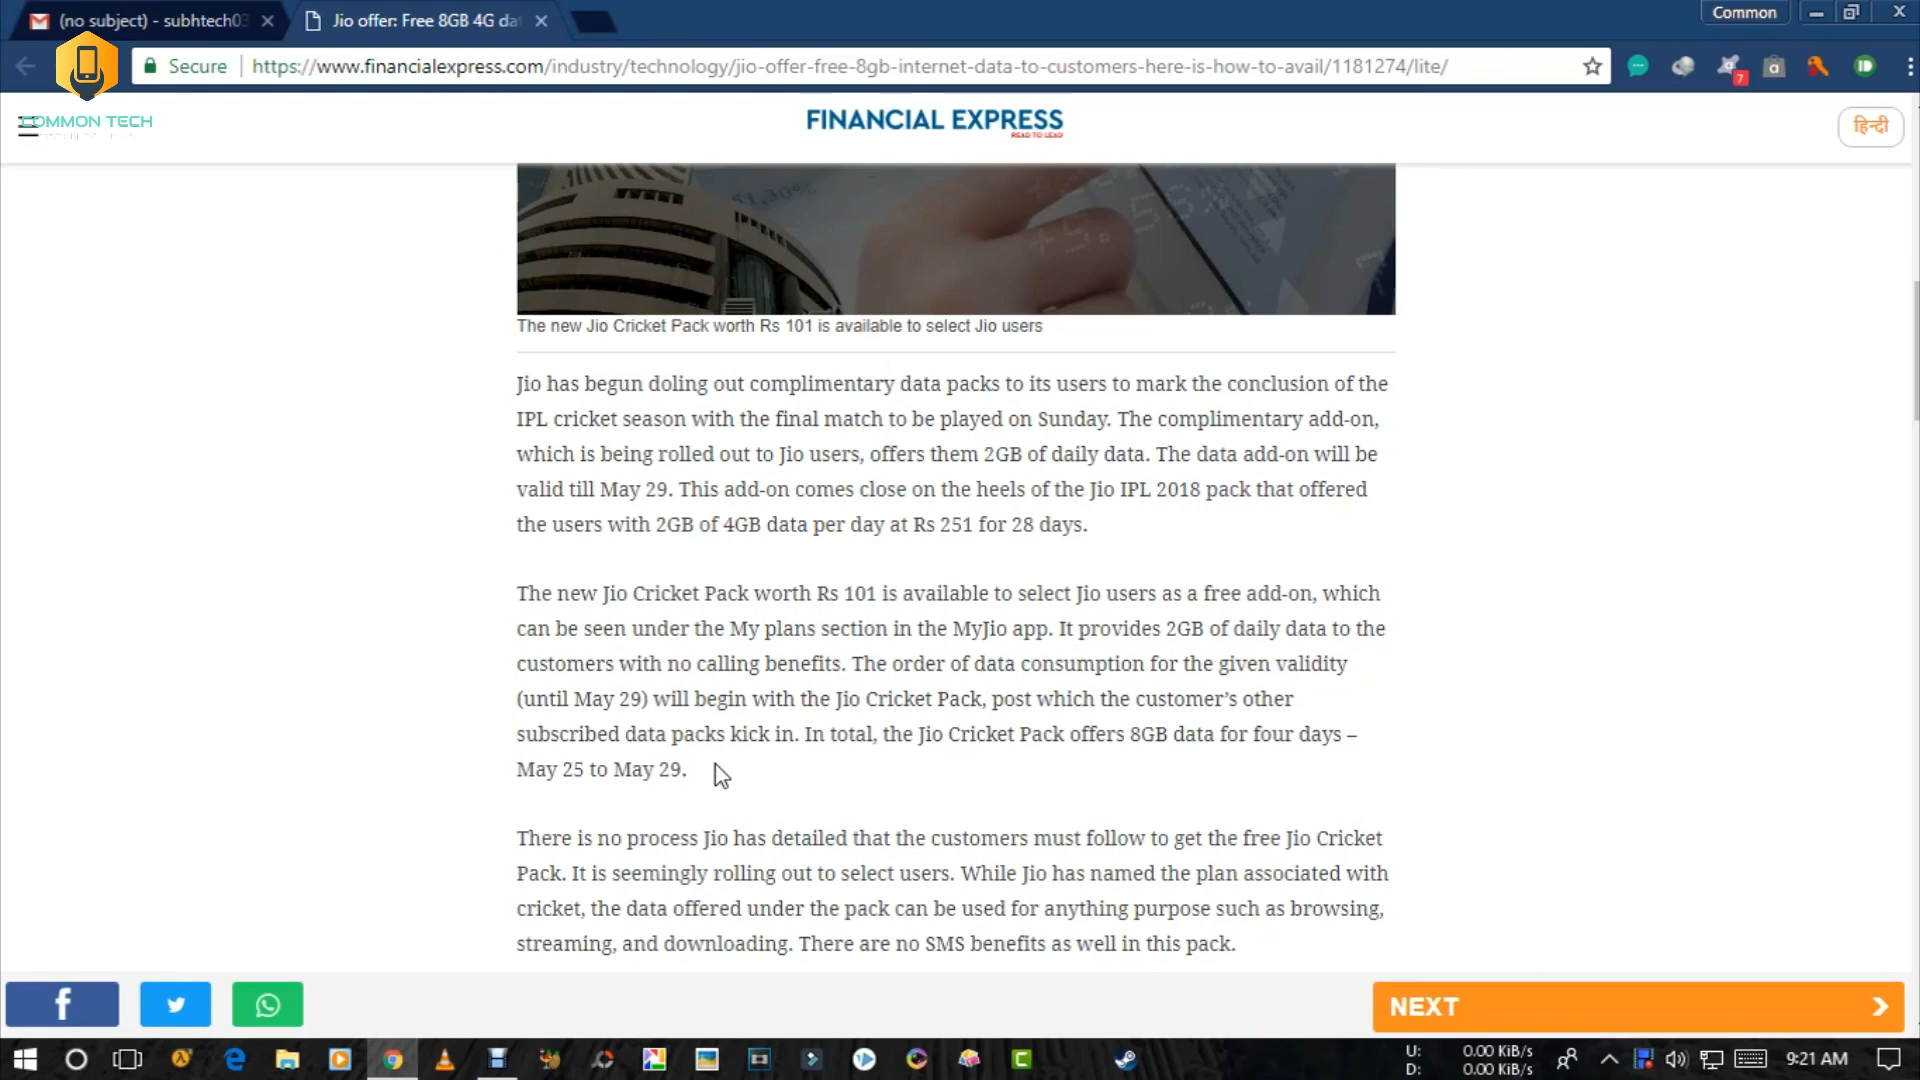 (no subject) - subhtech03
Jio offer: Free 8GB 4G da
Common
Secure
https://www.financialexpress.com/industry/technology/jio-offer-free-8gb-internet-data-to-customers-here-is-how-to-avail/1181274/lite/
7
COMMON TECH
FINANCIAL EXPRESS
READ TO LEAD
हिन्दी
The new Jio Cricket Pack worth Rs 101 is available to select Jio users
Jio has begun doling out complimentary data packs to its users to mark the conclusion of the
IPL cricket season with the final match to be played on Sunday. The complimentary add-on,
which is being rolled out to Jio users, offers them 2GB of daily data. The data add-on will be
valid till May 29. This add-on comes close on the heels of the Jio IPL 2018 pack that offered
the users with 2GB of 4GB data per day at Rs 251 for 28 days.
The new Jio Cricket Pack worth Rs 101 is available to select Jio users as a free add-on, which
can be seen under the My plans section in the MyJio app. It provides 2GB of daily data to the
customers with no calling benefits. The order of data consumption for the given validity
(until May 29) will begin with the Jio Cricket Pack, post which the customer’s other
subscribed data packs kick in. In total, the Jio Cricket Pack offers 8GB data for four days –
May 25 to May 29.
There is no process Jio has detailed that the customers must follow to get the free Jio Cricket
Pack. It is seemingly rolling out to select users. While Jio has named the plan associated with
cricket, the data offered under the pack can be used for anything purpose such as browsing,
streaming, and downloading. There are no SMS benefits as well in this pack.
NEXT
U: 0.00 KiB/s
D: 0.00 KiB/s
9:21 AM